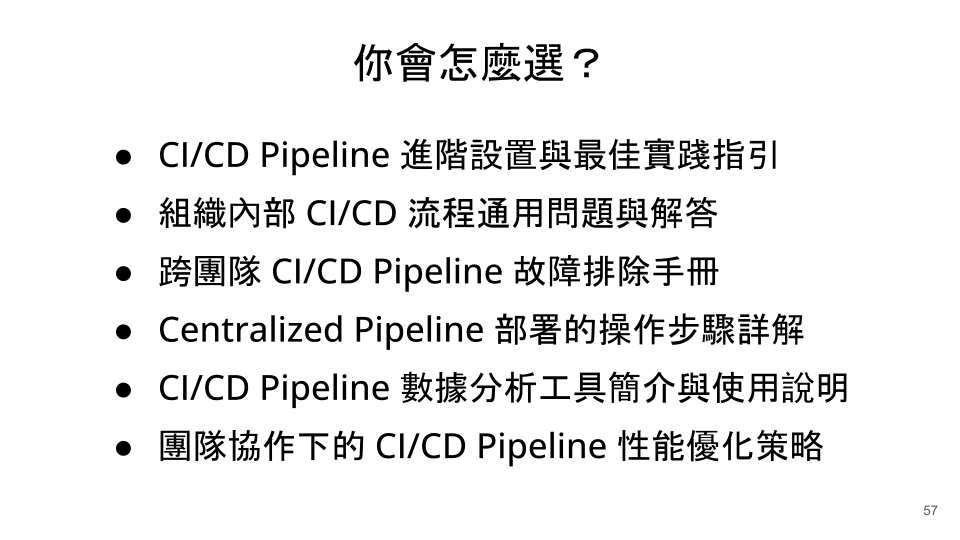 你會怎麼選？
● CI/CD Pipeline 進階設置與最佳實踐指引
● 組織內部 CI/CD 流程通用問題與解答
● 跨團隊 CI/CD Pipeline 故障排除手冊
● Centralized Pipeline 部署的操作步驟詳解
● CI/CD Pipeline 數據分析工具簡介與使用說明
● 團隊協作下的 CI/CD Pipeline 性能優化策略
57